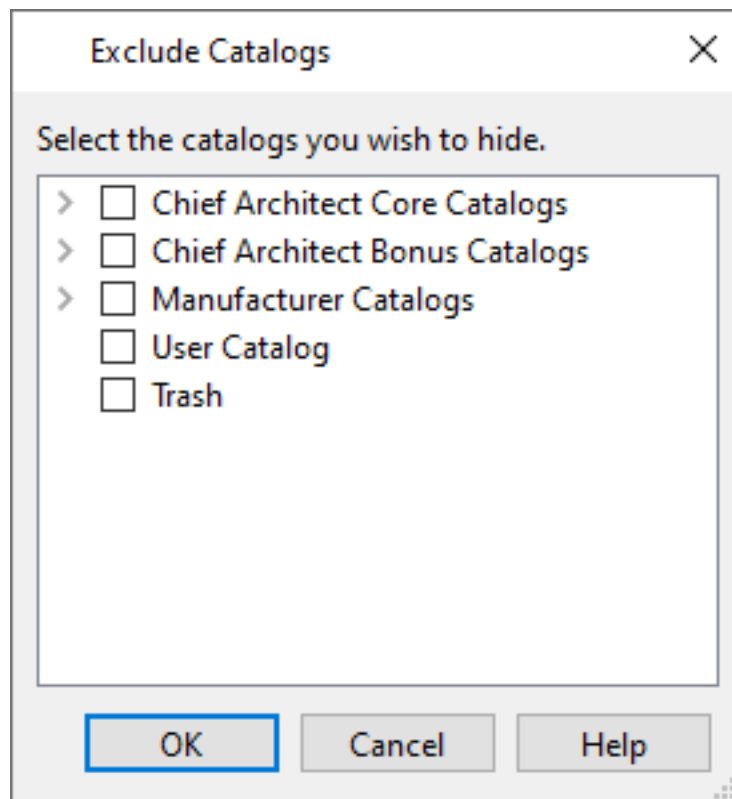 Exclude Catalogs
Select the catalogs you wish to hide.
Chief Architect Core Catalogs
Chief Architect Bonus Catalogs
Manufacturer Catalogs
User Catalog
Trash
OK Cancel Help